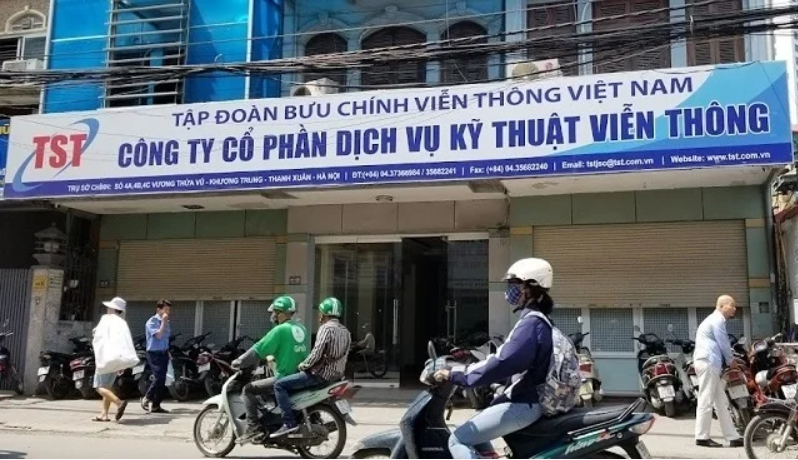 TẬP ĐOÀN BƯU CHÍNH VIỄN THÔNG VIỆT NAM
TST
CÔNG TY CỔ PHẦN DỊCH VỤ KỸ THUẬT VIỄN THÔNG
TRỤ SỞ CHÍNH: SỐ 4A,4B,4C VƯƠNG THỪA VŨ - KHƯƠNG TRUNG - THANH XUÂN - HÀ NỘI | ĐT:(+84) 04.37366984 / 35682241 | Fax: (+84) 04.35682240 | Email: tstjsc@tst.com.vn | Website: www.tst.com.vn
Grab